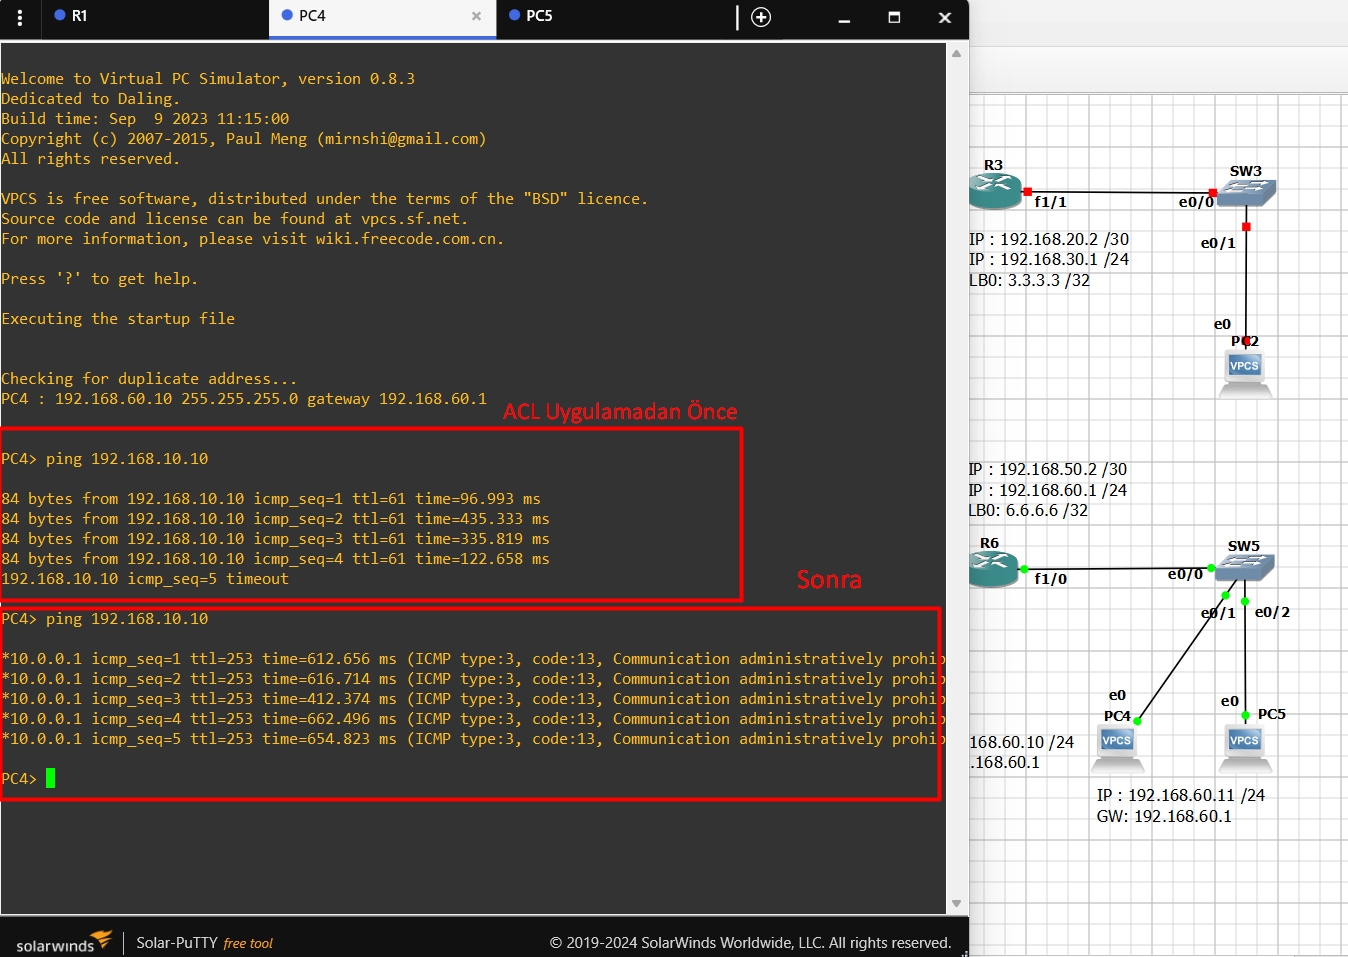 R1
PC4
PC5
Welcome to Virtual PC Simulator, version 0.8.3
Dedicated to Daling.
Build time: Sep  9 2023 11:15:00
Copyright (c) 2007-2015, Paul Meng (mirnshi@gmail.com)
All rights reserved.
VPCS is free software, distributed under the terms of the "BSD" licence.
Source code and license can be found at vpcs.sf.net.
For more information, please visit wiki.freecode.com.cn.
Press '?' to get help.
Executing the startup file
Checking for duplicate address...
PC4 : 192.168.60.10 255.255.255.0 gateway 192.168.60.1
ACL Uygulamadan Önce
PC4> ping 192.168.10.10
84 bytes from 192.168.10.10 icmp_seq=1 ttl=61 time=96.993 ms
84 bytes from 192.168.10.10 icmp_seq=2 ttl=61 time=435.333 ms
84 bytes from 192.168.10.10 icmp_seq=3 ttl=61 time=335.819 ms
84 bytes from 192.168.10.10 icmp_seq=4 ttl=61 time=122.658 ms
192.168.10.10 icmp_seq=5 timeout
Sonra
PC4> ping 192.168.10.10
*10.0.0.1 icmp_seq=1 ttl=253 time=612.656 ms (ICMP type:3, code:13, Communication administratively prohib
*10.0.0.1 icmp_seq=2 ttl=253 time=616.714 ms (ICMP type:3, code:13, Communication administratively prohib
*10.0.0.1 icmp_seq=3 ttl=253 time=412.374 ms (ICMP type:3, code:13, Communication administratively prohib
*10.0.0.1 icmp_seq=4 ttl=253 time=662.496 ms (ICMP type:3, code:13, Communication administratively prohib
*10.0.0.1 icmp_seq=5 ttl=253 time=654.823 ms (ICMP type:3, code:13, Communication administratively prohib
PC4>
solarwinds
Solar-PuTTY free tool
© 2019-2024 SolarWinds Worldwide, LLC. All rights reserved.
R3
SW3
f1/1
e0/0
IP : 192.168.20.2 /30
IP : 192.168.30.1 /24
LB0: 3.3.3.3 /32
e0/1
e0
PC2
VPCS
IP : 192.168.50.2 /30
IP : 192.168.60.1 /24
LB0: 6.6.6.6 /32
R6
SW5
f1/0
e0/0
e0/1
e0/2
e0
PC4
e0
PC5
VPCS
VPCS
168.60.10 /24
.168.60.1
IP : 192.168.60.11 /24
GW: 192.168.60.1